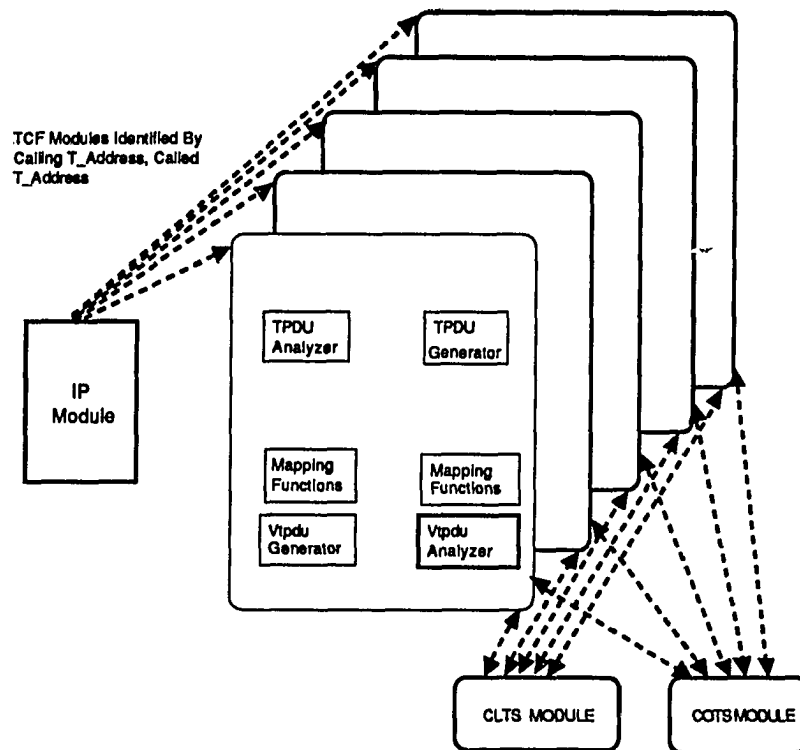 TCF Modules Identified By
Calling T_Address, Called
T_Address
TPDU
Analyzer
TPDU
Generator
IP
Module
Mapping
Functions
Mapping
Functions
Vtpdu
Generator
Vtpdu
Analyzer
CLTS MODULE
COTS MODULE